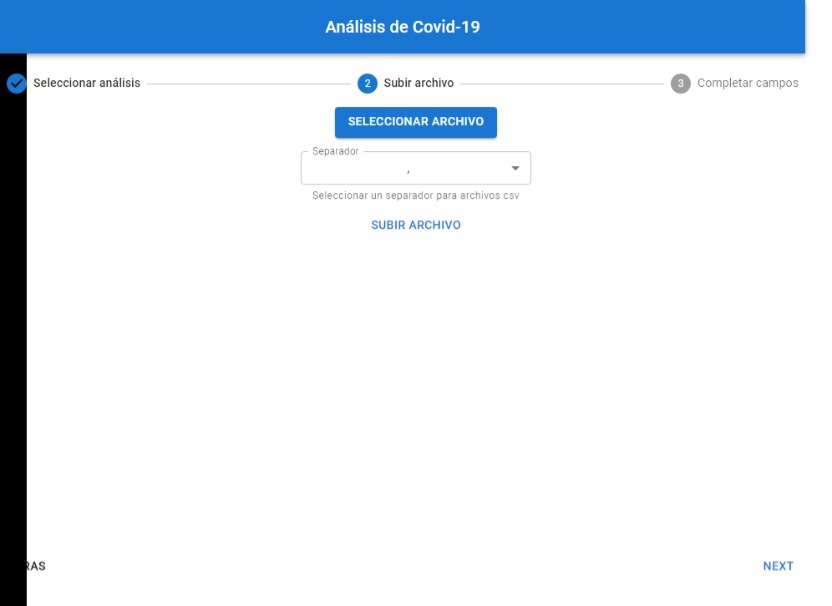 Análisis de Covid-19
Seleccionar análisis
2 Subir archivo
3 Completar campos
SELECCIONAR ARCHIVO
Separador
,
Seleccionar un separador para archivos csv
SUBIR ARCHIVO
RAS
NEXT